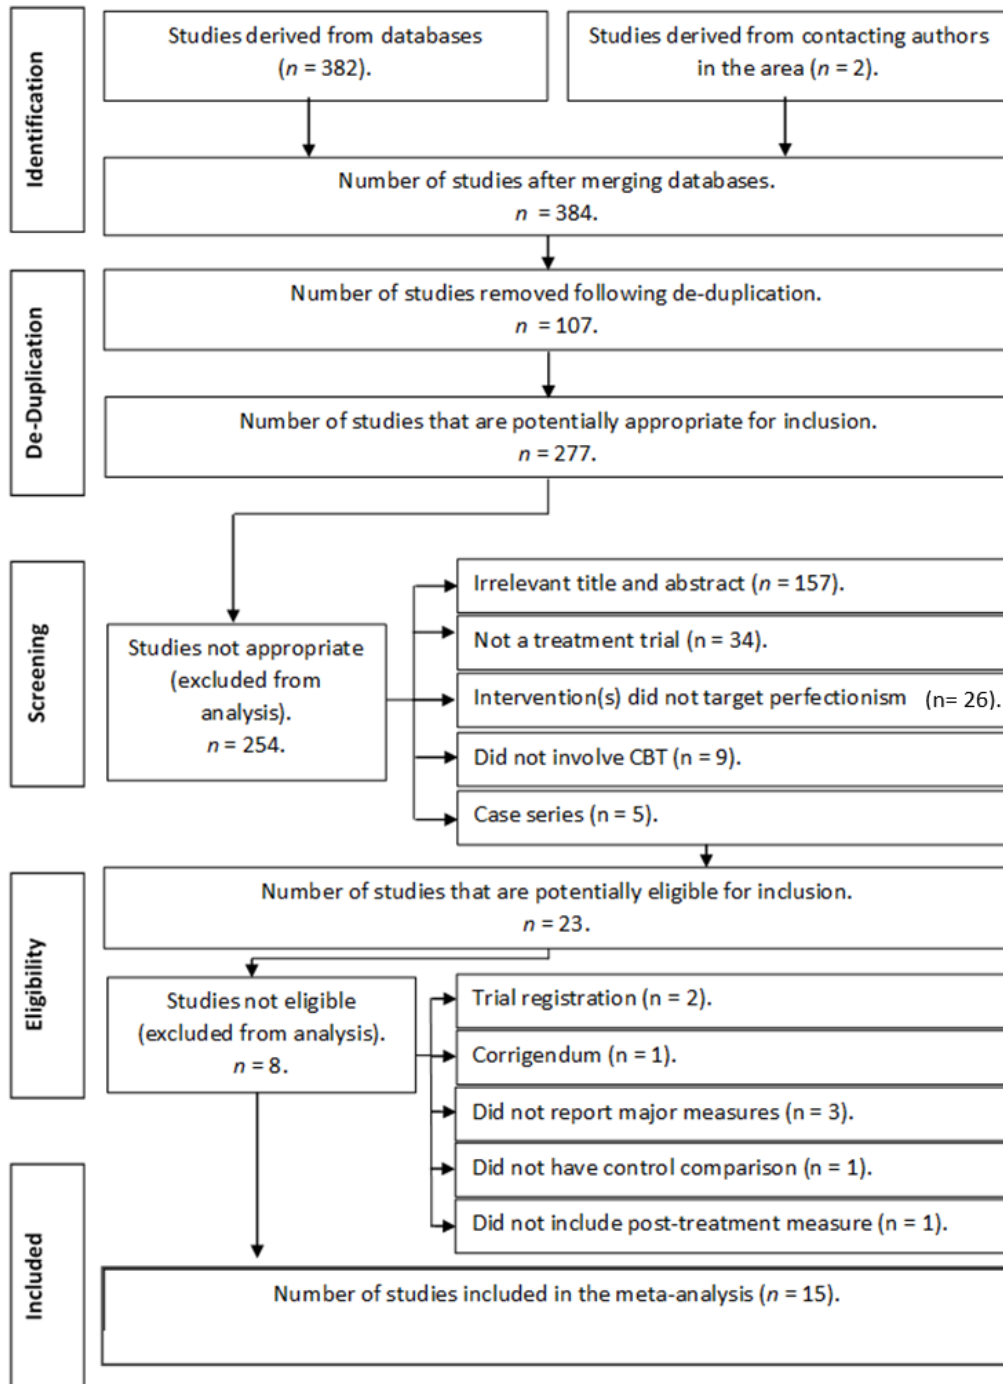 Identification
Studies derived from databases
(n = 382).
Studies derived from contacting authors
in the area (n = 2).
Number of studies after merging databases.
n = 384.
De-Duplication
Number of studies removed following de-duplication.
n = 107.
Number of studies that are potentially appropriate for inclusion.
n = 277.
Screening
Studies not appropriate
(excluded from
analysis).
n = 254.
Irrelevant title and abstract (n = 157).
Not a treatment trial (n = 34).
Intervention(s) did not target perfectionism (n= 26).
Did not involve CBT (n = 9).
Case series (n = 5).
Eligibility
Number of studies that are potentially eligible for inclusion.
n = 23.
Studies not eligible
(excluded from analysis).
n = 8.
Trial registration (n = 2).
Corrigendum (n = 1).
Did not report major measures (n = 3).
Did not have control comparison (n = 1).
Did not include post-treatment measure (n = 1).
Included
Number of studies included in the meta-analysis (n = 15).